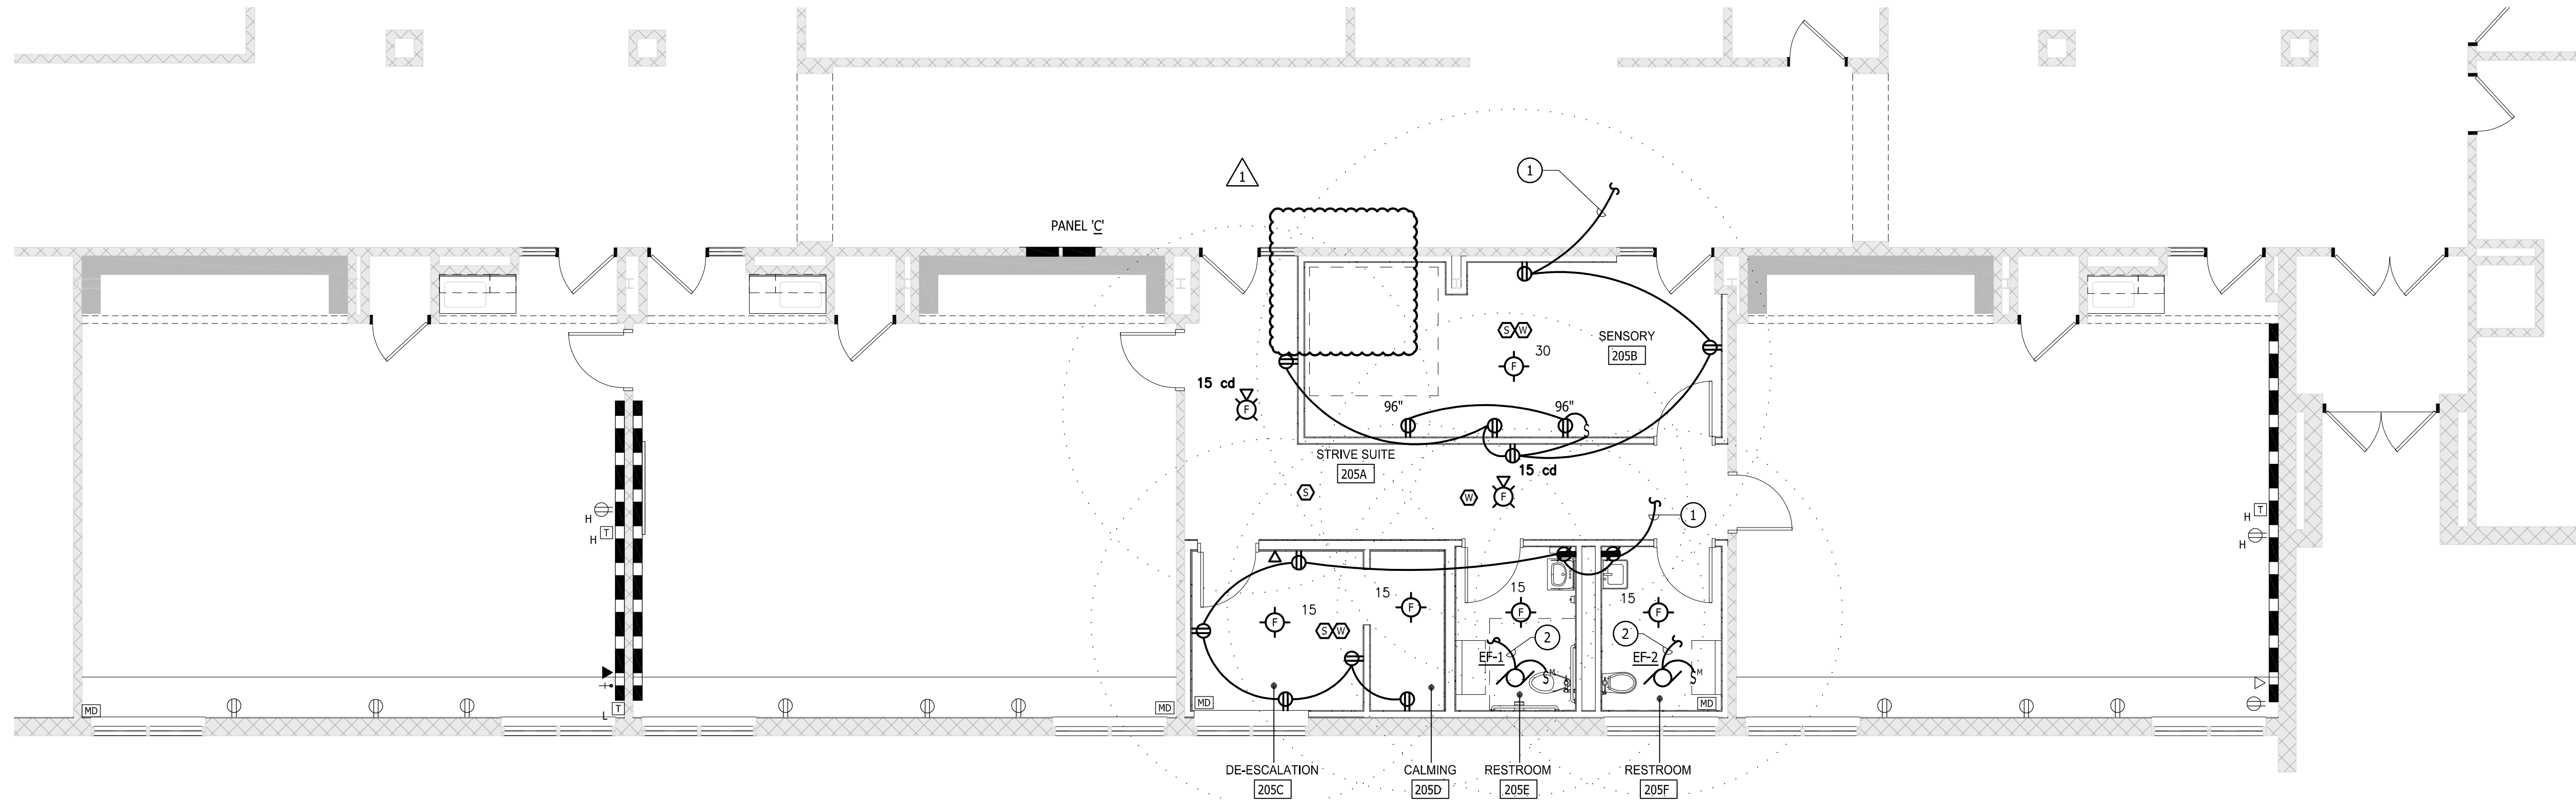 1
1
PANEL 'C'
S W
SENSORY
205B
30
F
15 cd
F
96"
96"
S
STRIVE SUITE
205A
15 cd
S
W
F
H
T
H
1
H
T
H
15
F
15
F
15
F
15
F
S W
2
2
EF-1
EF-2
S M
S M
MD
L
T
MD
MD
MD
DE-ESCALATION
205C
CALMING
205D
RESTROOM
205E
RESTROOM
205F